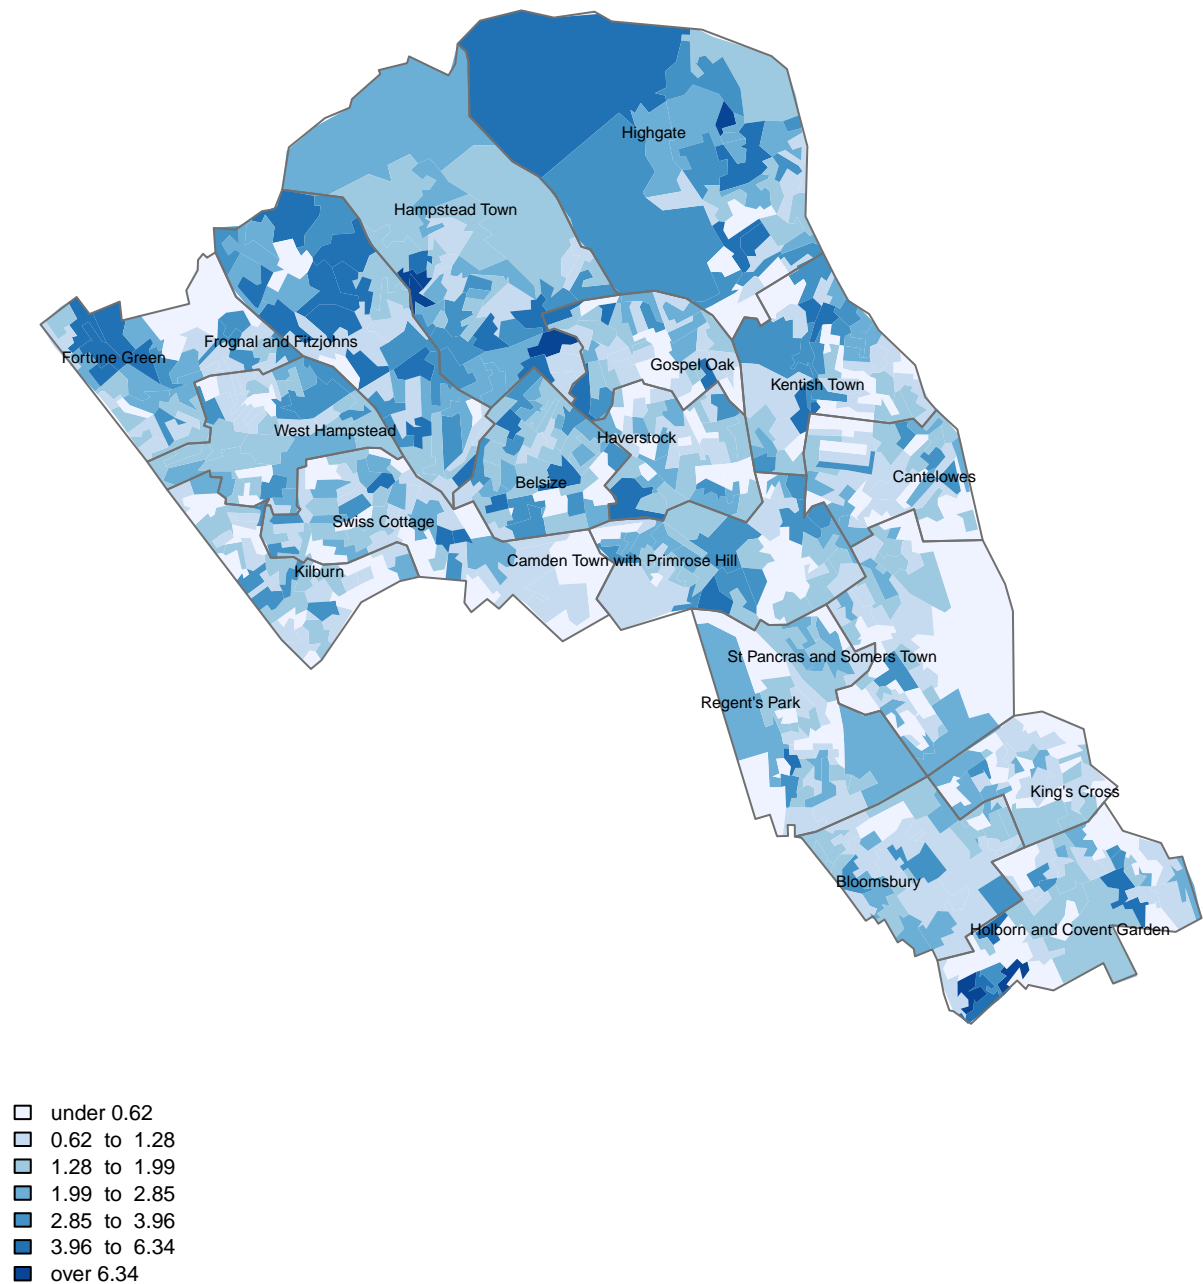 Highgate
Hampstead Town
Frognal and Fitzjohns
Fortune Green
Gospel Oak
Kentish Town
West Hampstead
Haverstock
Cantelowes
Belsize
Swiss Cottage
Camden Town with Primrose Hill
Kilburn
St Pancras and Somers Town
Regent's Park
King's Cross
Bloomsbury
Holborn and Covent Garden
under 0.62
0.62 to 1.28
1.28 to 1.99
1.99 to 2.85
2.85 to 3.96
3.96 to 6.34
over 6.34